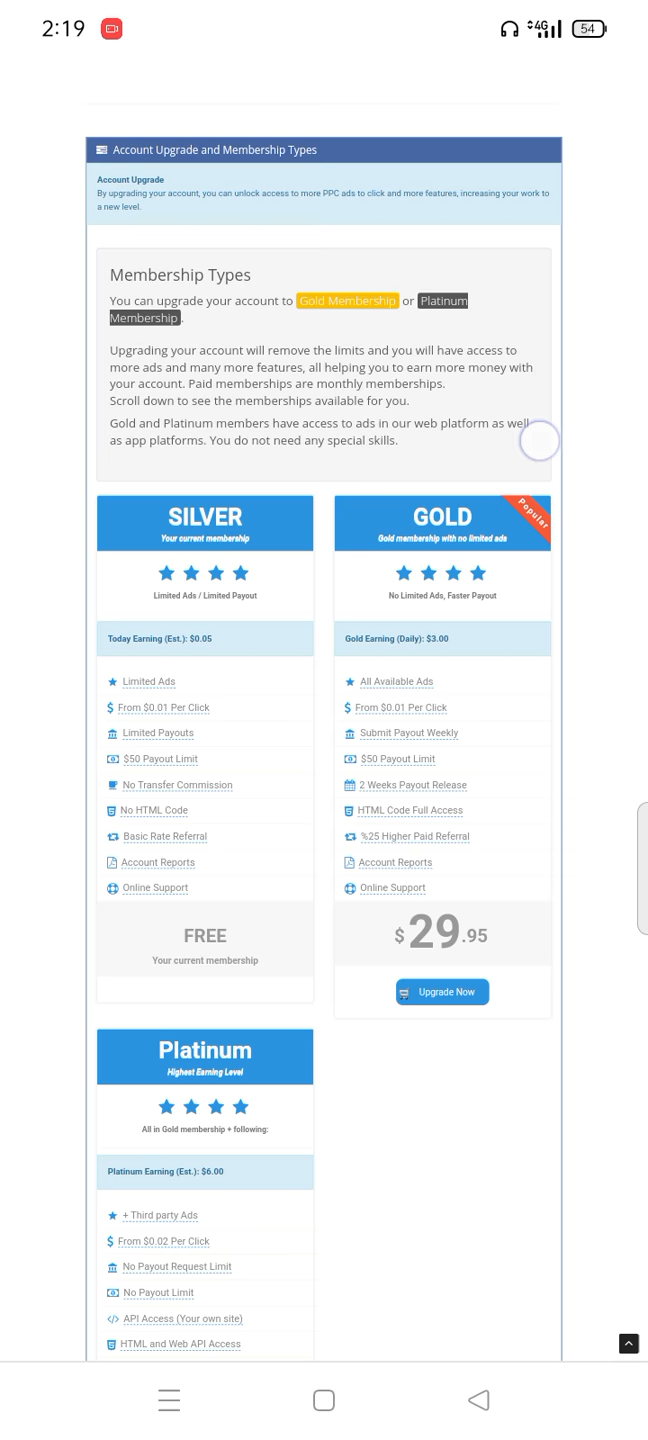 2:19
4G
54
Account Upgrade and Membership Types
Account Upgrade
By upgrading your account, you can unlock access to more PPC ads to click and more features, increasing your work to
a new level.
Membership Types
You can upgrade your account to Gold Membership or Platinum
Membership.
Upgrading your account will remove the limits and you will have access to
more ads and many more features, all helping you to earn more money with
your account. Paid memberships are monthly memberships.
Scroll down to see the memberships available for you.
Gold and Platinum members have access to ads in our web platform as well
as app platforms. You do not need any special skills.
SILVER
Your current membership
Limited Ads / Limited Payout
Today Earning (Est.): $0.05
Limited Ads
From $0.01 Per Click
Limited Payouts
$50 Payout Limit
No Transfer Commission
No HTML Code
Basic Rate Referral
Account Reports
Online Support
FREE
Your current membership
GOLD
Popular
Gold membership with no limited ads
No Limited Ads, Faster Payout
Gold Earning (Daily): $3.00
All Available Ads
From $0.01 Per Click
Submit Payout Weekly
$50 Payout Limit
2 Weeks Payout Release
HTML Code Full Access
%25 Higher Paid Referral
Account Reports
Online Support
$29.95
Upgrade Now
Platinum
Highest Earning Level
All in Gold membership + following:
Platinum Earning (Est.): $6.00
+ Third party Ads
From $0.02 Per Click
No Payout Request Limit
No Payout Limit
API Access (Your own site)
HTML and Web API Access